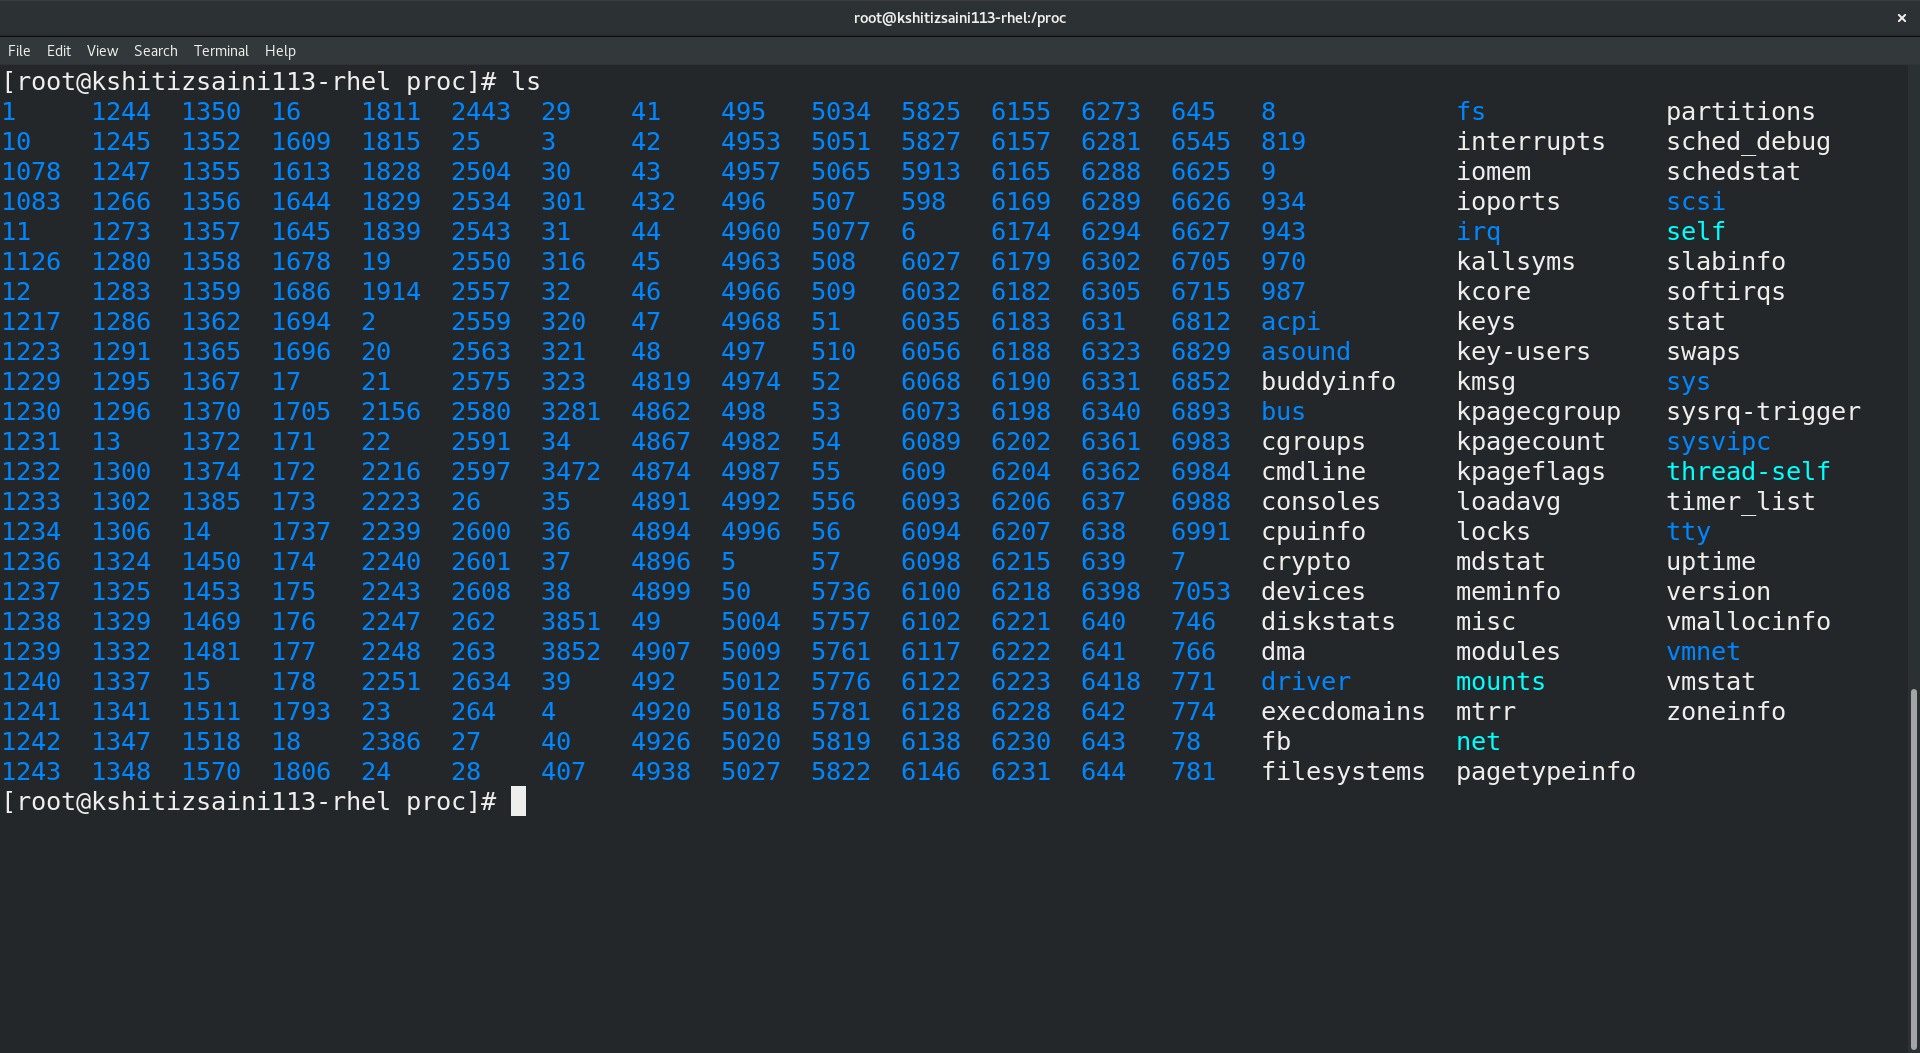 root@kshitizsaini113-rhel:/proc ×
File Edit View Search Terminal Help
[root@kshitizsaini113-rhel proc]# ls
1 1244 1350 16 1811 2443 29 41 495 5034 5825 6155 6273 645 8 fs partitions
10 1245 1352 1609 1815 25 3 42 4953 5051 5827 6157 6281 6545 819 interrupts sched_debug
1078 1247 1355 1613 1828 2504 30 43 4957 5065 5913 6165 6288 6625 9 iomem schedstat
1083 1266 1356 1644 1829 2534 301 432 496 507 598 6169 6289 6626 934 ioports scsi
11 1273 1357 1645 1839 2543 31 44 4960 5077 6 6174 6294 6627 943 irq self
1126 1280 1358 1678 19 2550 316 45 4963 508 6027 6179 6302 6705 970 kallsyms slabinfo
12 1283 1359 1686 1914 2557 32 46 4966 509 6032 6182 6305 6715 987 kcore softirqs
1217 1286 1362 1694 2 2559 320 47 4968 51 6035 6183 631 6812 acpi keys stat
1223 1291 1365 1696 20 2563 321 48 497 510 6056 6188 6323 6829 asound key-users swaps
1229 1295 1367 17 21 2575 323 4819 4974 52 6068 6190 6331 6852 buddyinfo kmsg sys
1230 1296 1370 1705 2156 2580 3281 4862 498 53 6073 6198 6340 6893 bus kpagecgroup sysrq-trigger
1231 13 1372 171 22 2591 34 4867 4982 54 6089 6202 6361 6983 cgroups kpagecount sysvipc
1232 1300 1374 172 2216 2597 3472 4874 4987 55 609 6204 6362 6984 cmdline kpageflags thread-self
1233 1302 1385 173 2223 26 35 4891 4992 556 6093 6206 637 6988 consoles loadavg timer_list
1234 1306 14 1737 2239 2600 36 4894 4996 56 6094 6207 638 6991 cpuinfo locks tty
1236 1324 1450 174 2240 2601 37 4896 5 57 6098 6215 639 7 crypto mdstat uptime
1237 1325 1453 175 2243 2608 38 4899 50 5736 6100 6218 6398 7053 devices meminfo version
1238 1329 1469 176 2247 262 3851 49 5004 5757 6102 6221 640 746 diskstats misc vmallocinfo
1239 1332 1481 177 2248 263 3852 4907 5009 5761 6117 6222 641 766 dma modules vmnet
1240 1337 15 178 2251 2634 39 492 5012 5776 6122 6223 6418 771 driver mounts vmstat
1241 1341 1511 1793 23 264 4 4920 5018 5781 6128 6228 642 774 execdomains mtrr zoneinfo
1242 1347 1518 18 2386 27 40 4926 5020 5819 6138 6230 643 78 fb net
1243 1348 1570 1806 24 28 407 4938 5027 5822 6146 6231 644 781 filesystems pagetypeinfo
[root@kshitizsaini113-rhel proc]#